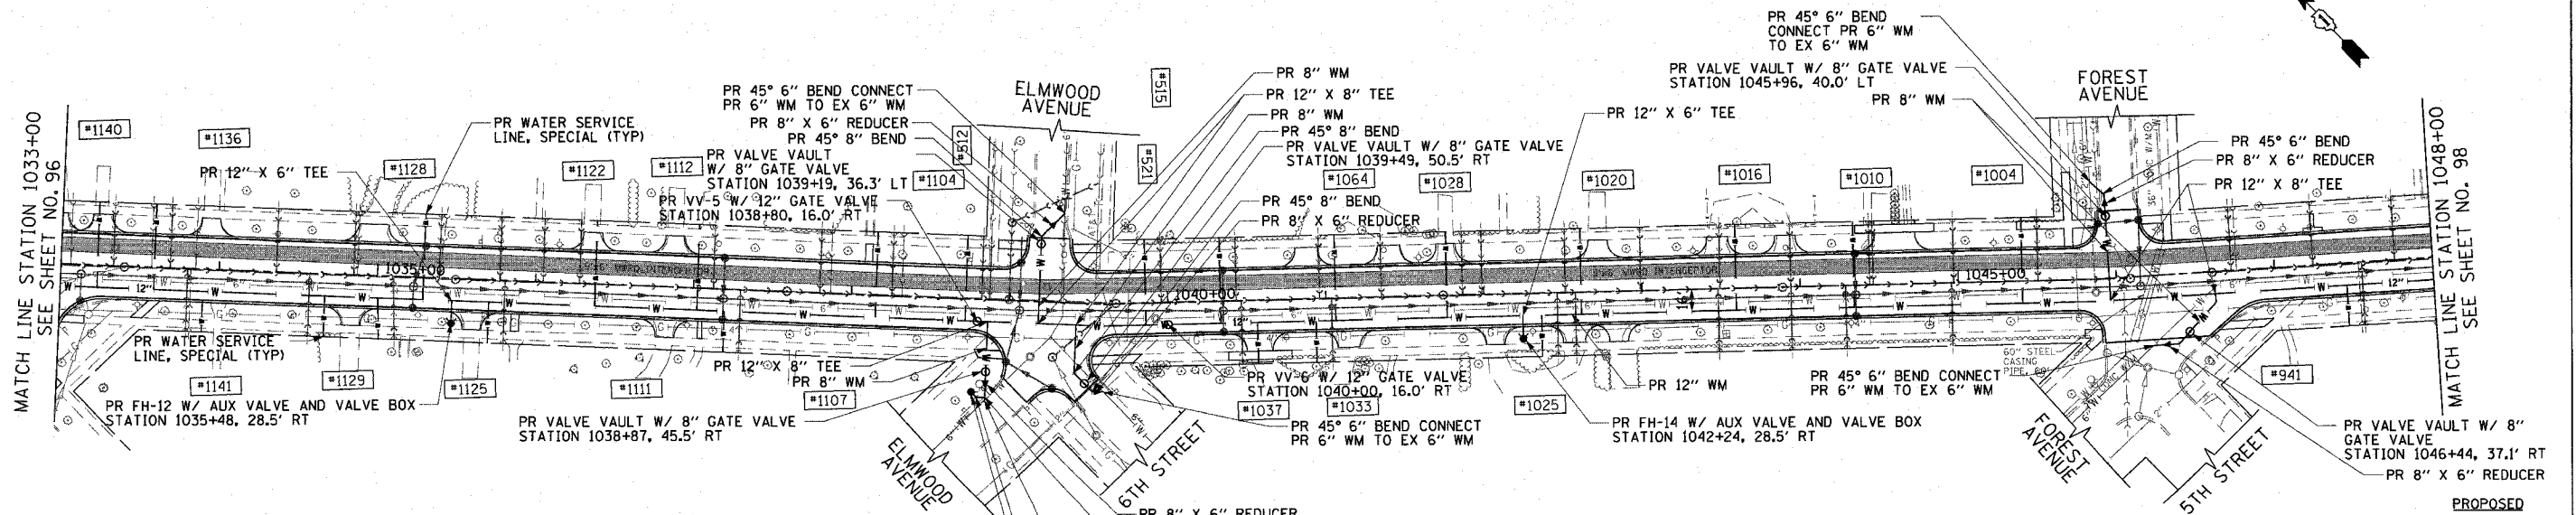 MATCH LINE STATION 1033+00
SEE SHEET NO. 96
#1140
#1136
PR 12" X 6" TEE
#1128
PR WATER SERVICE
LINE, SPECIAL (TYP)
#1122
#1112
PR 45° 6" BEND CONNECT
PR 6" WM TO EX 6" WM
PR 8" X 6" REDUCER
PR 45° 8" BEND
PR VALVE VAULT
W/ 8" GATE VALVE
STATION 1039+19, 36.3' LT
#1104
PR VV-5 W/ 12" GATE VALVE
STATION 1038+80, 16.0' RT
#512
ELMWOOD
AVENUE
#515
#521
PR 8" WM
PR 12" X 8" TEE
PR 8" WM
PR 45° 8" BEND
PR VALVE VAULT W/ 8" GATE VALVE
STATION 1039+49, 50.5' RT
#1064
#1028
PR 45° 8" BEND
PR 8" X 6" REDUCER
PR 12" X 6" TEE
#1020
#1016
#1010
#1004
PR 45° 6" BEND
CONNECT PR 6" WM
TO EX 6" WM
PR VALVE VAULT W/ 8" GATE VALVE
STATION 1045+96, 40.0' LT
PR 8" WM
FOREST
AVENUE
PR 45° 6" BEND
PR 8" X 6" REDUCER
PR 12" X 8" TEE
MATCH LINE STATION 1048+00
SEE SHEET NO. 98
1035+00
1040+00
1045+00
12"
12"
12"
PR WATER SERVICE
LINE, SPECIAL (TYP)
#1141
#1129
#1125
#1111
#1107
PR FH-12 W/ AUX VALVE AND VALVE BOX
STATION 1035+48, 28.5' RT
PR 12" X 8" TEE
PR 8" WM
PR VALVE VAULT W/ 8" GATE VALVE
STATION 1038+87, 45.5' RT
ELMWOOD
AVENUE
6TH STREET
PR 8" X 6" REDUCER
PR VV-6 W/ 12" GATE VALVE
STATION 1040+00, 16.0' RT
#1037
#1033
PR 45° 6" BEND CONNECT
PR 6" WM TO EX 6" WM
#1025
PR 12" WM
PR FH-14 W/ AUX VALVE AND VALVE BOX
STATION 1042+24, 28.5' RT
60" STEEL
CASING
PR 45° 6" BEND CONNECT
PR 6" WM TO EX 6" WM
FOREST
AVENUE
5TH STREET
#941
PR VALVE VAULT W/ 8"
GATE VALVE
STATION 1046+44, 37.1' RT
PR 8" X 6" REDUCER
PROPOSED